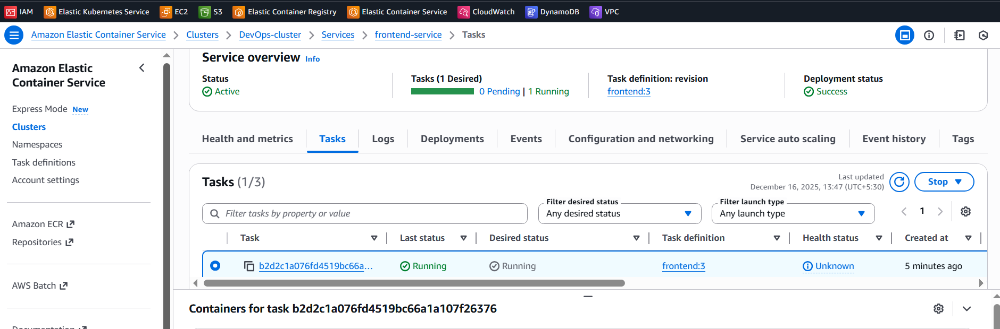 IAM Elastic Kubernetes Service EC2 S3 Elastic Container Registry Elastic Container Service CloudWatch DynamoDB VPC
Amazon Elastic Container Service Clusters DevOps-cluster Services frontend-service Tasks
Amazon Elastic
Container Service
Express Mode New
Clusters
Namespaces
Task definitions
Account settings
Amazon ECR
Repositories
AWS Batch
Documentation
Service overview Info
Status Tasks (1 Desired) Task definition: revision Deployment status
Active 0 Pending | 1 Running frontend:3 Success
Health and metrics Tasks Logs Deployments Events Configuration and networking Service auto scaling Event history Tags
Tasks (1/3)
Last updated
December 16, 2025, 13:47 (UTC+5:30)
Stop
Filter tasks by property or value
Filter desired status
Any desired status
Filter launch type
Any launch type
1
Task Last status Desired status Task definition Health status Created at
b2d2c1a076fd4519bc66a... Running Running frontend:3 Unknown 5 minutes ago
Containers for task b2d2c1a076fd4519bc66a1a107f26376